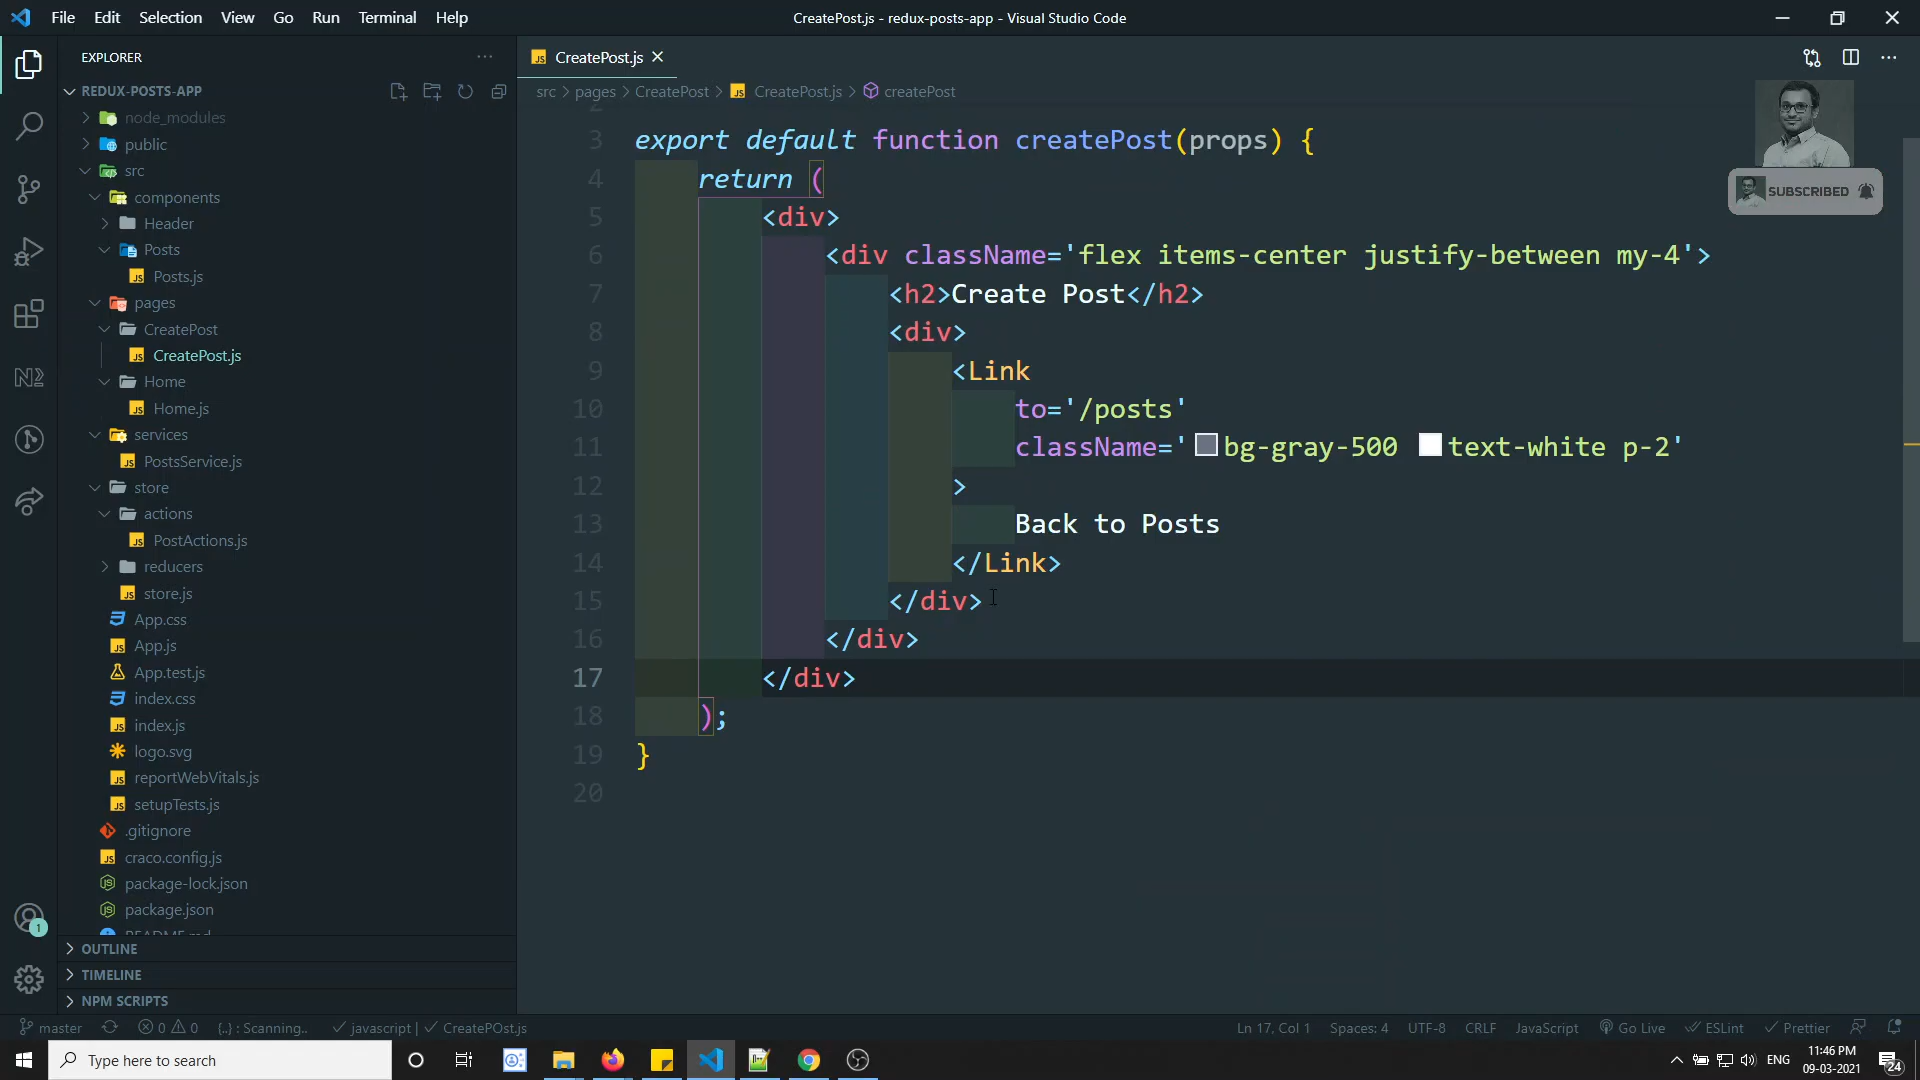 File Edit Selection View Go Run Terminal Help
CreatePost.js - redux-posts-app - Visual Studio Code
EXPLORER
REDUX-POSTS-APP
node_modules
public
src
components
Header
Posts
Posts.js
pages
CreatePost
CreatePost.js
Home
Home.js
services
PostsService.js
store
actions
PostActions.js
reducers
store.js
App.css
App.js
App.test.js
index.css
index.js
logo.svg
reportWebVitals.js
setupTests.js
.gitignore
craco.config.js
package-lock.json
package.json
README.md
OUTLINE
TIMELINE
NPM SCRIPTS
CreatePost.js
src > pages > CreatePost > CreatePost.js > createPost
SUBSCRIBED
2
3 export default function createPost(props) {
4 return (
5 <div>
6 <div className='flex items-center justify-between my-4'>
7 <h2>Create Post</h2>
8 <div>
9 <Link
10 to='/posts'
11 className='bg-gray-500 text-white p-2'
12 >
13 Back to Posts
14 </Link>
15 </div>
16 </div>
17 </div>
18 );
19 }
20
1
master 0 0 {..} : Scanning.. javascript | CreatePOst.js
Ln 17, Col 1 Spaces: 4 UTF-8 CRLF JavaScript Go Live ESLint Prettier
Type here to search
ENG
11:46 PM
09-03-2021
24